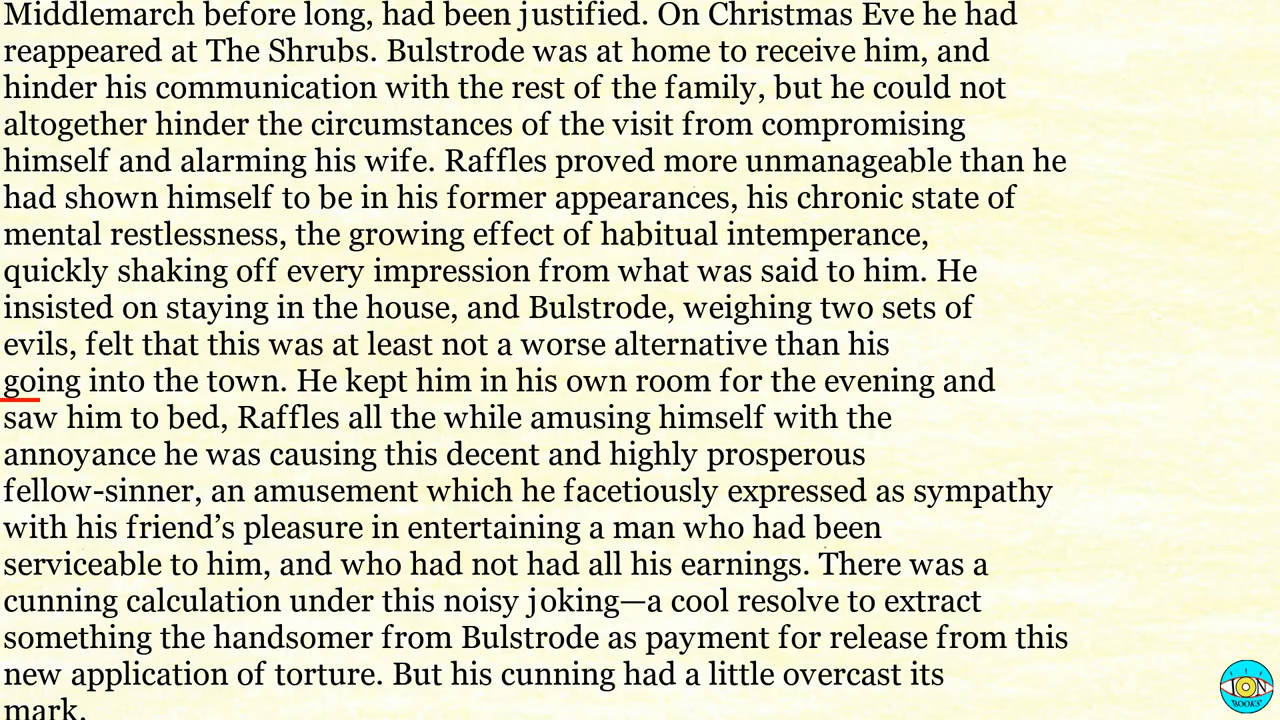 Middlemarch before long, had been justified. On Christmas Eve he had
reappeared at The Shrubs. Bulstrode was at home to receive him, and
hinder his communication with the rest of the family, but he could not
altogether hinder the circumstances of the visit from compromising
himself and alarming his wife. Raffles proved more unmanageable than he
had shown himself to be in his former appearances, his chronic state of
mental restlessness, the growing effect of habitual intemperance,
quickly shaking off every impression from what was said to him. He
insisted on staying in the house, and Bulstrode, weighing two sets of
evils, felt that this was at least not a worse alternative than his
going into the town. He kept him in his own room for the evening and
saw him to bed, Raffles all the while amusing himself with the
annoyance he was causing this decent and highly prosperous
fellow-sinner, an amusement which he facetiously expressed as sympathy
with his friend’s pleasure in entertaining a man who had been
serviceable to him, and who had not had all his earnings. There was a
cunning calculation under this noisy joking—a cool resolve to extract
something the handsomer from Bulstrode as payment for release from this
new application of torture. But his cunning had a little overcast its
mark.
ION
BOOKS